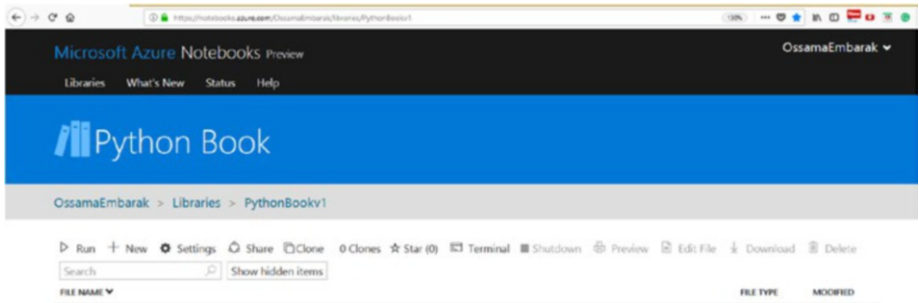 https://notebooks.azure.com/OssamaEmbarak/libraries/PythonBookv1
130%
Microsoft Azure Notebooks Preview
OssamaEmbarak
Libraries What's New Status Help
Python Book
OssamaEmbarak > Libraries > PythonBookv1
Run New Settings Share Clone 0 Clones Star (0) Terminal Shutdown Preview Edit File Download Delete
Search Show hidden items
FILE NAME FILE TYPE MODIFIED